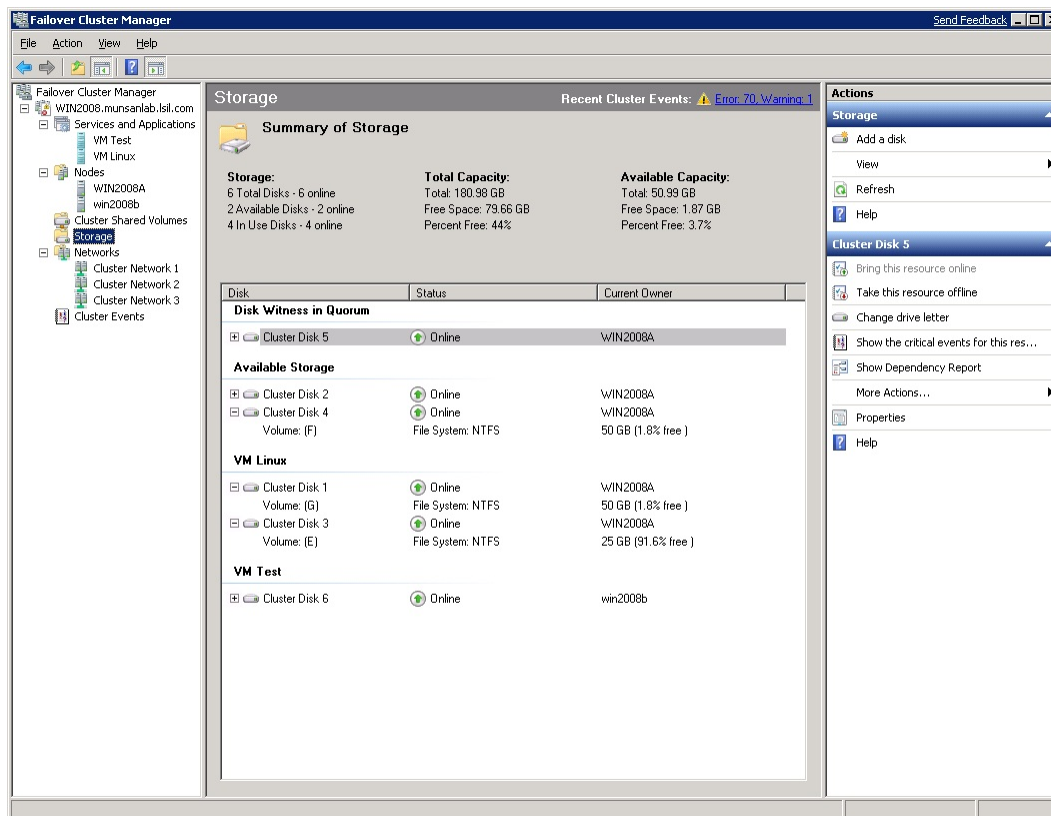 Failover Cluster Manager
Send Feedback
File Action View Help
Failover Cluster Manager
WIN2008.munsanlab.lsil.com
Services and Applications
VM Test
VM Linux
Nodes
WIN2008A
win2008b
Cluster Shared Volumes
Storage
Networks
Cluster Network 1
Cluster Network 2
Cluster Network 3
Cluster Events
Storage
Recent Cluster Events: Error: 70, Warning: 1
Summary of Storage
Storage:
6 Total Disks - 6 online
2 Available Disks - 2 online
4 In Use Disks - 4 online
Total Capacity:
Total: 180.98 GB
Free Space: 79.66 GB
Percent Free: 44%
Available Capacity:
Total: 50.99 GB
Free Space: 1.87 GB
Percent Free: 3.7%
Disk Status Current Owner
Disk Witness in Quorum
Cluster Disk 5 Online WIN2008A
Available Storage
Cluster Disk 2 Online WIN2008A
Cluster Disk 4 Online WIN2008A
Volume: (F) File System: NTFS 50 GB (1.8% free )
VM Linux
Cluster Disk 1 Online WIN2008A
Volume: (G) File System: NTFS 50 GB (1.8% free )
Cluster Disk 3 Online WIN2008A
Volume: (E) File System: NTFS 25 GB (91.6% free )
VM Test
Cluster Disk 6 Online win2008b
Actions
Storage
Add a disk
View
Refresh
Help
Cluster Disk 5
Bring this resource online
Take this resource offline
Change drive letter
Show the critical events for this res...
Show Dependency Report
More Actions...
Properties
Help